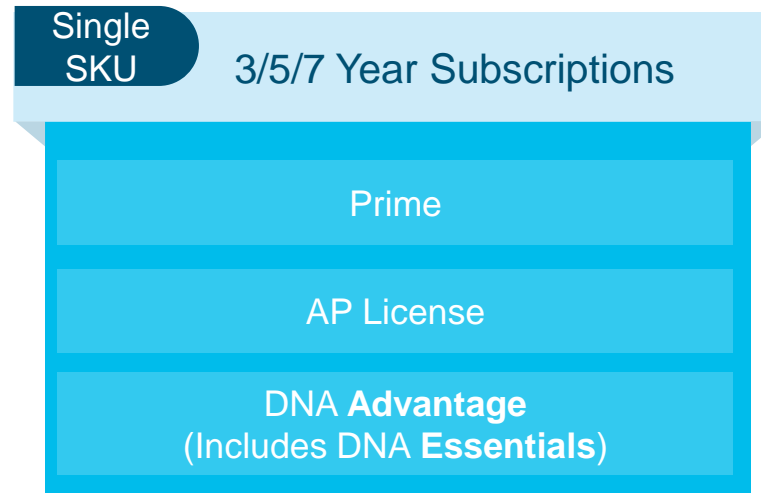 Single
SKU
3/5/7 Year Subscriptions
Prime
AP License
DNA Advantage
(Includes DNA Essentials)